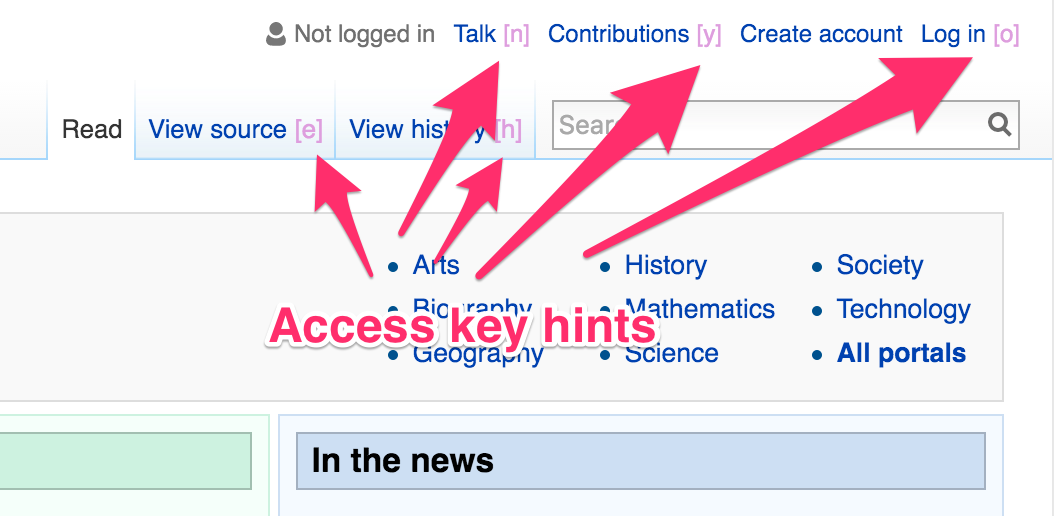 Not logged in Talk [n] Contributions [y] Create account Log in [o]
Read View source [e] View history [h] Sear
Arts History Society
Biography Mathematics Technology
Access key hints
Geography Science All portals
In the news